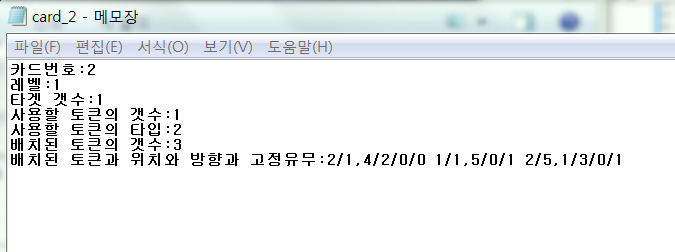 card_2 - 메모장
파일(F) 편집(E) 서식(O) 보기(V) 도움말(H)
카드번호:2
레벨:1
타겟 갯수:1
사용할 토큰의 갯수:1
사용할 토큰의 타입:2
배치된 토큰의 갯수:3
배치된 토큰과 위치와 방향과 고정유무:2/1,4/2/0/0 1/1,5/0/1 2/5,1/3/0/1